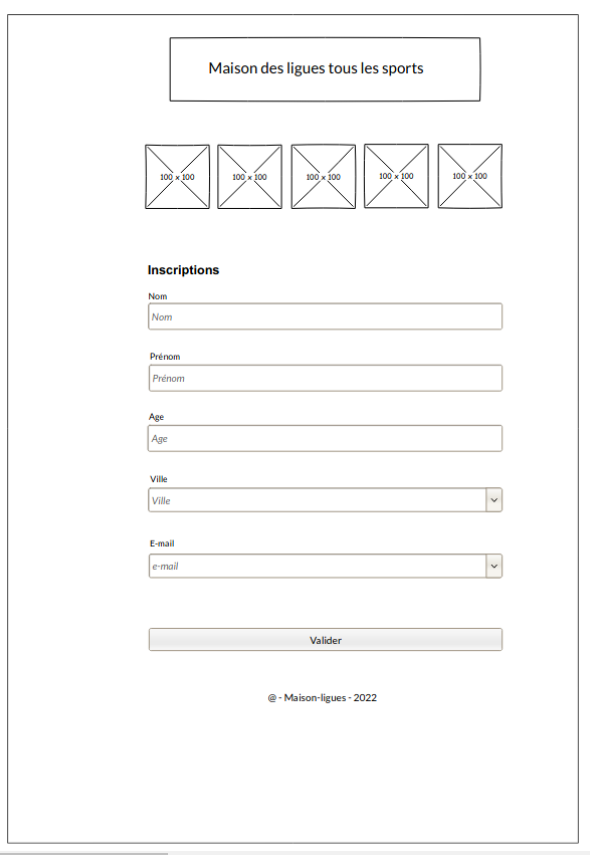 Maison des ligues tous les sports
100 x 100 100 x 100 100 x 100 100 x 100 100 x 100
Inscriptions
Nom
Nom
Prénom
Prénom
Age
Age
Ville
Ville
E-mail
e-mail
Valider
@ - Maison-ligues - 2022